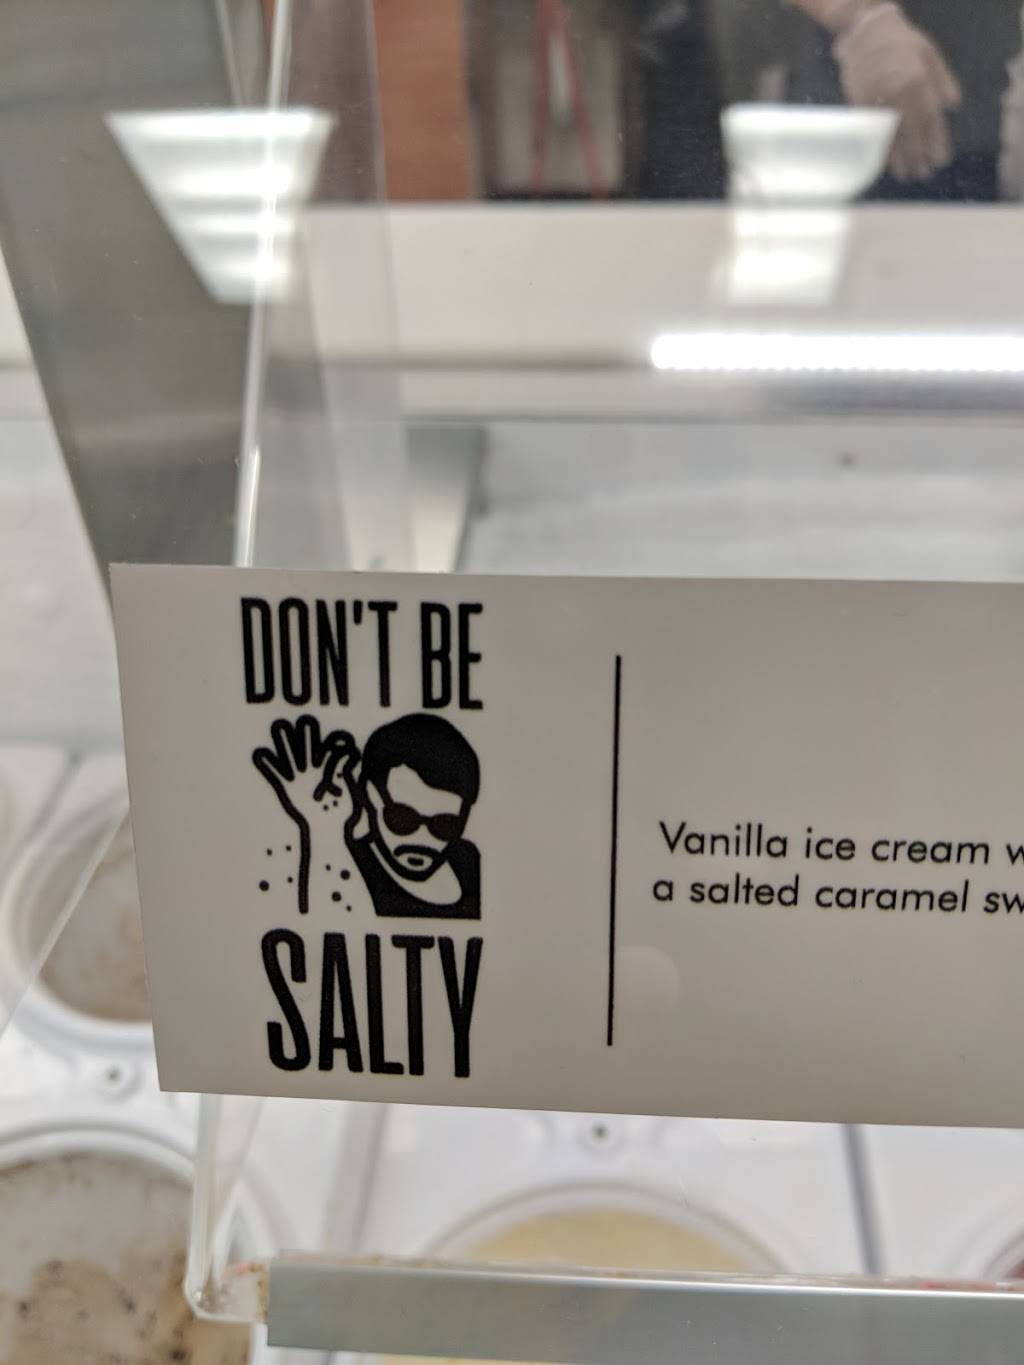 DON'T BE
SALTY
Vanilla ice cream
a salted caramel